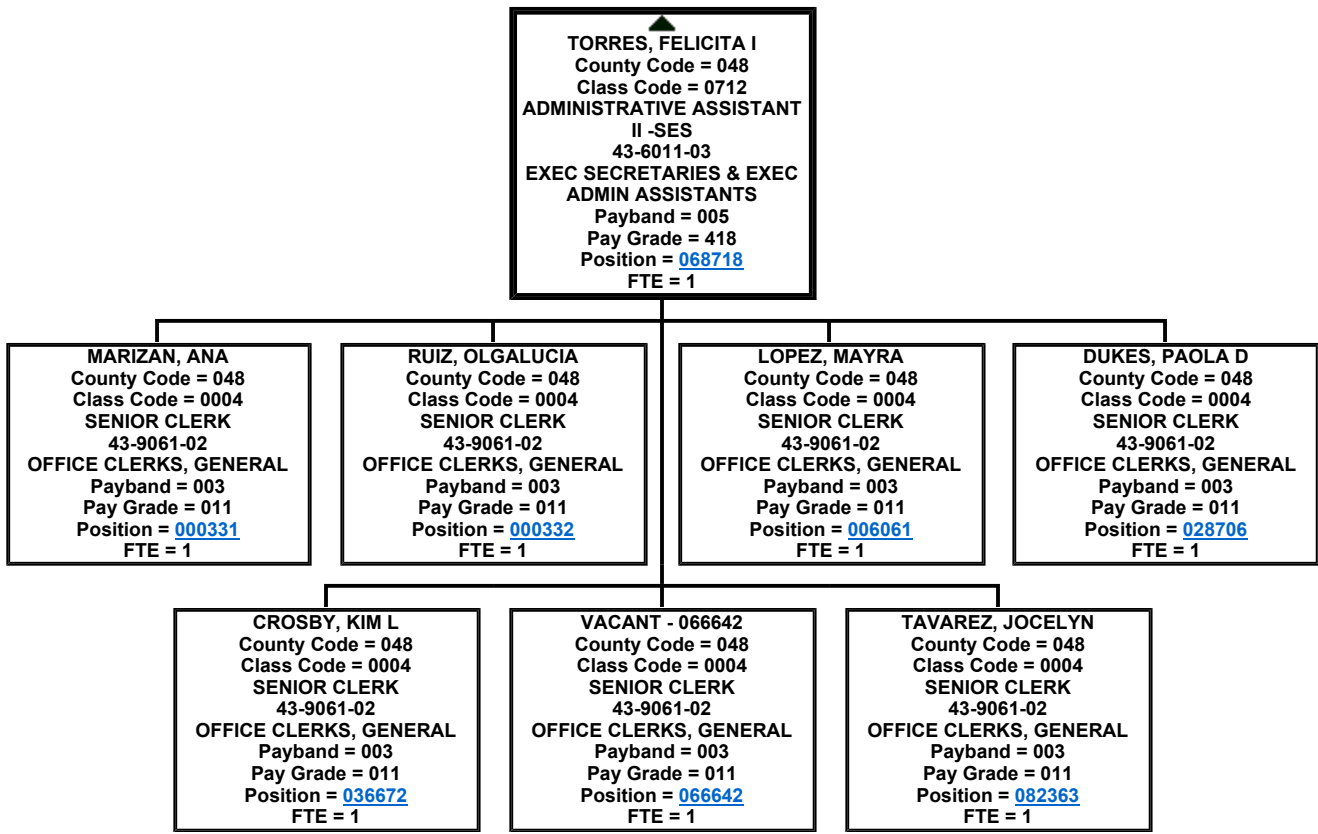 TORRES, FELICITA I
County Code = 048
Class Code = 0712
ADMINISTRATIVE ASSISTANT
II -SES
43-6011-03
EXEC SECRETARIES & EXEC
ADMIN ASSISTANTS
Payband = 005
Pay Grade = 418
Position = 068718
FTE = 1
MARIZAN, ANA
County Code = 048
Class Code = 0004
SENIOR CLERK
43-9061-02
OFFICE CLERKS, GENERAL
Payband = 003
Pay Grade = 011
Position = 000331
FTE = 1
RUIZ, OLGALUCIA
County Code = 048
Class Code = 0004
SENIOR CLERK
43-9061-02
OFFICE CLERKS, GENERAL
Payband = 003
Pay Grade = 011
Position = 000332
FTE = 1
LOPEZ, MAYRA
County Code = 048
Class Code = 0004
SENIOR CLERK
43-9061-02
OFFICE CLERKS, GENERAL
Payband = 003
Pay Grade = 011
Position = 006061
FTE = 1
DUKES, PAOLA D
County Code = 048
Class Code = 0004
SENIOR CLERK
43-9061-02
OFFICE CLERKS, GENERAL
Payband = 003
Pay Grade = 011
Position = 028706
FTE = 1
CROSBY, KIM L
County Code = 048
Class Code = 0004
SENIOR CLERK
43-9061-02
OFFICE CLERKS, GENERAL
Payband = 003
Pay Grade = 011
Position = 036672
FTE = 1
VACANT - 066642
County Code = 048
Class Code = 0004
SENIOR CLERK
43-9061-02
OFFICE CLERKS, GENERAL
Payband = 003
Pay Grade = 011
Position = 066642
FTE = 1
TAVAREZ, JOCELYN
County Code = 048
Class Code = 0004
SENIOR CLERK
43-9061-02
OFFICE CLERKS, GENERAL
Payband = 003
Pay Grade = 011
Position = 082363
FTE = 1